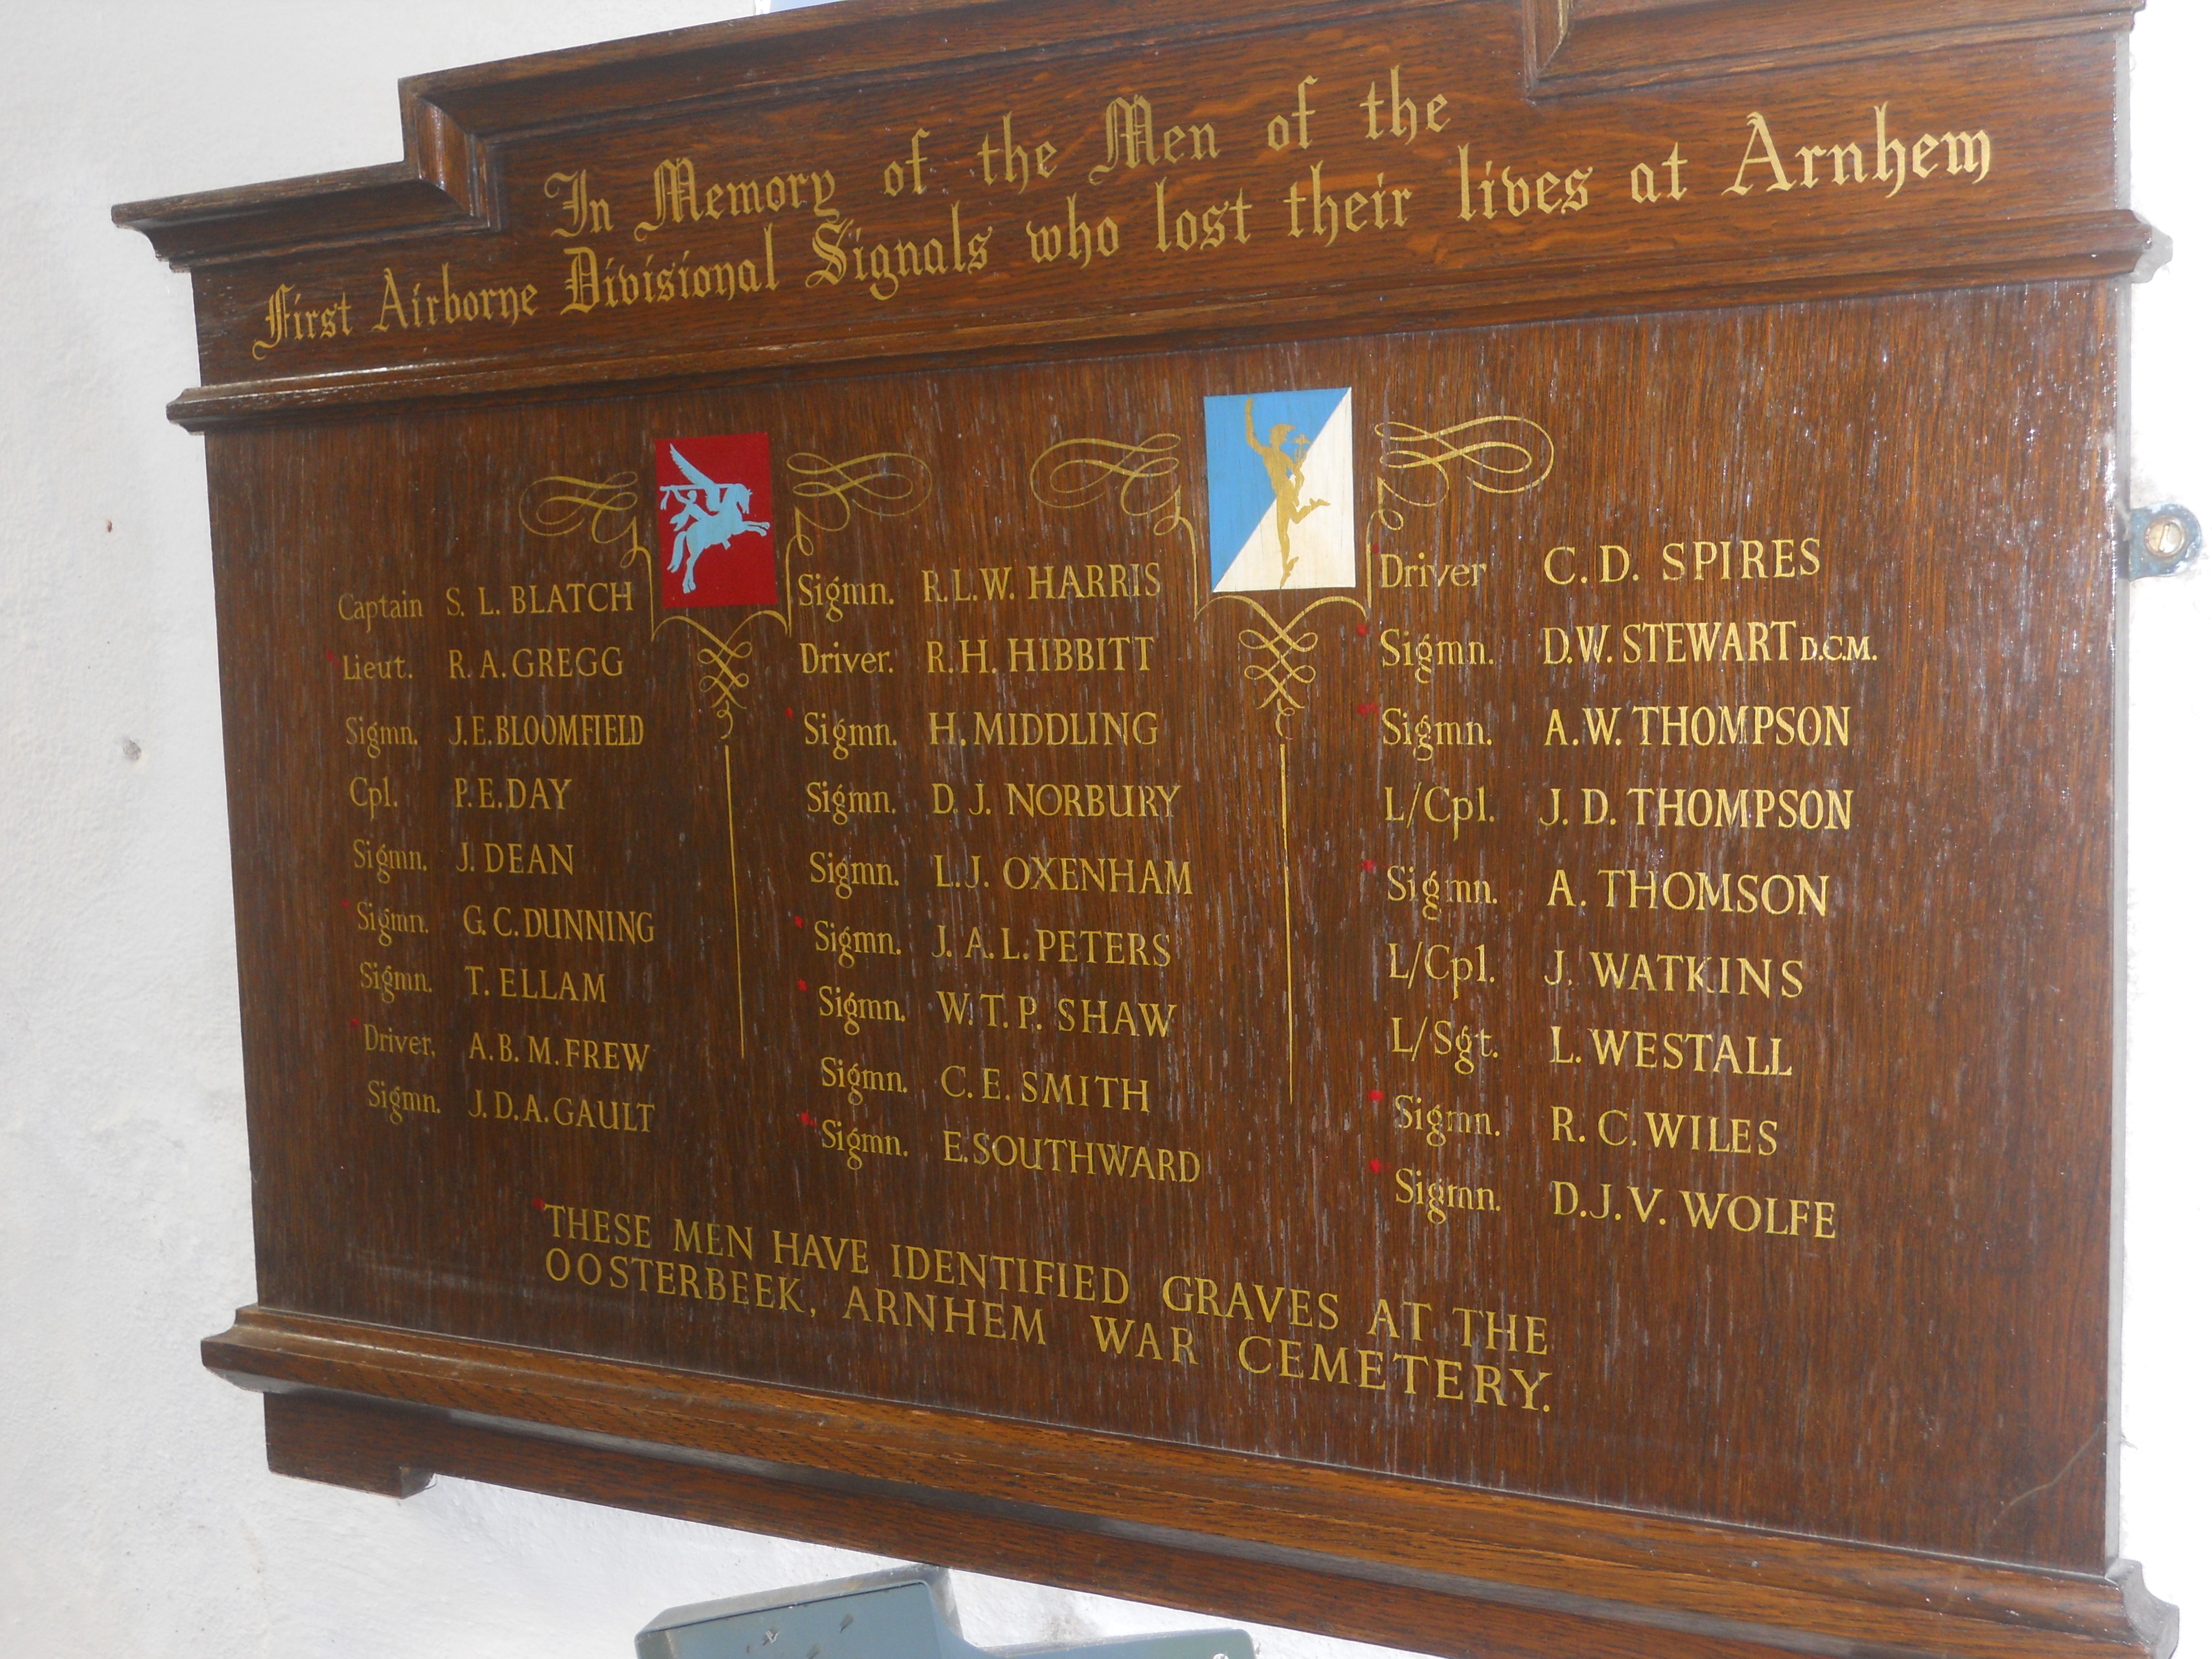 In Memory of the Men of the
First Airborne Divisional Signals who lost their lives at Arnhem
Captain S. L. BLATCH
Lieut. R. A. GREGG
Sigmn. J. E. BLOOMFIELD
Cpl. P. E. DAY
Sigmn. J. DEAN
Sigmn. G. C. DUNNING
Sigmn. T. ELLAM
Driver. A. B. M. FREW
Sigmn. J. D. A. GAULT
Sigmn. R. L. W. HARRIS
Driver. R. H. HIBBITT
Sigmn. H. MIDDLING
Sigmn. D. J. NORBURY
Sigmn. L. J. OXENHAM
Sigmn. J. A. L. PETERS
Sigmn. W. T. P. SHAW
Sigmn. C. E. SMITH
Sigmn. E. SOUTHWARD
Driver C. D. SPIRES
Sigmn. D. W. STEWART D.C.M.
Sigmn. A. W. THOMPSON
L/Cpl. J. D. THOMPSON
Sigmn. A. THOMSON
L/Cpl. J. WATKINS
L/Sgt. L. WESTALL
Sigmn. R. C. WILES
Sigmn. D. J. V. WOLFE
THESE MEN HAVE IDENTIFIED GRAVES AT THE
OOSTERBEEK, ARNHEM WAR CEMETERY.